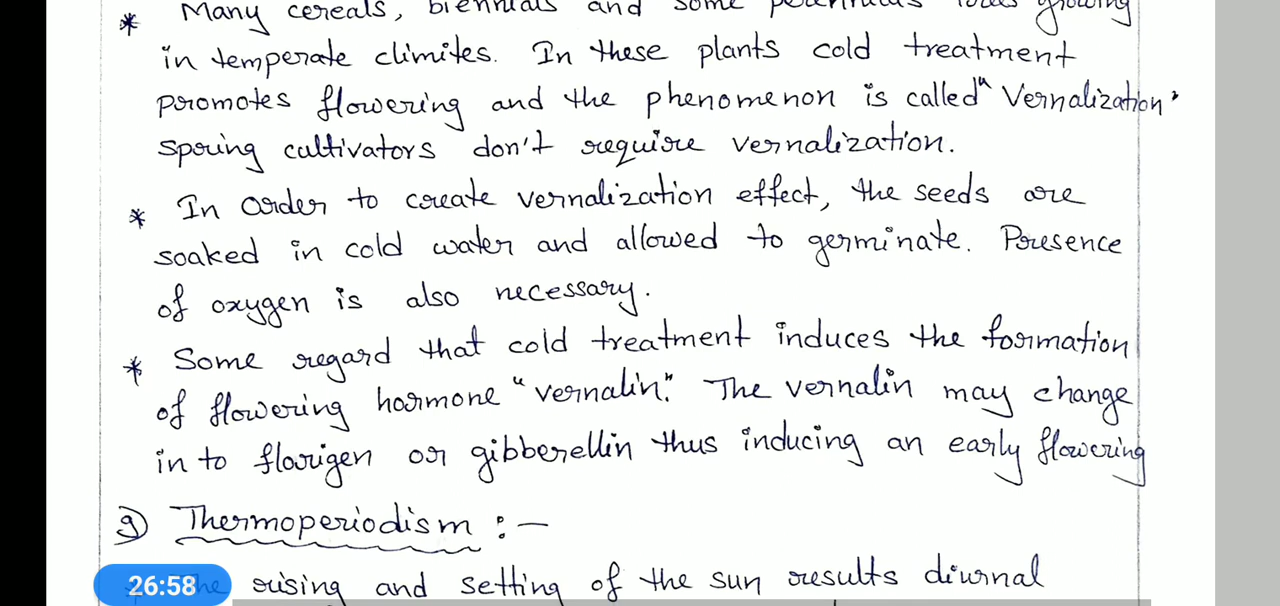 * Many cereals, biennials and some perennials growing
in temperate climites. In these plants cold treatment
promotes flowering and the phenomenon is called "Vernalization"
spring cultivators don't require vernalization.
* In order to create vernalization effect, the seeds are
soaked in cold water and allowed to germinate. Presence
of oxygen is also necessary.
* Some regard that cold treatment induces the formation
of flowering hormone "vernalin". The vernalin may change
in to florigen or gibberellin thus inducing an early flowering
g) Thermoperiodism :-
The rising and setting of the sun results diurnal
26:58